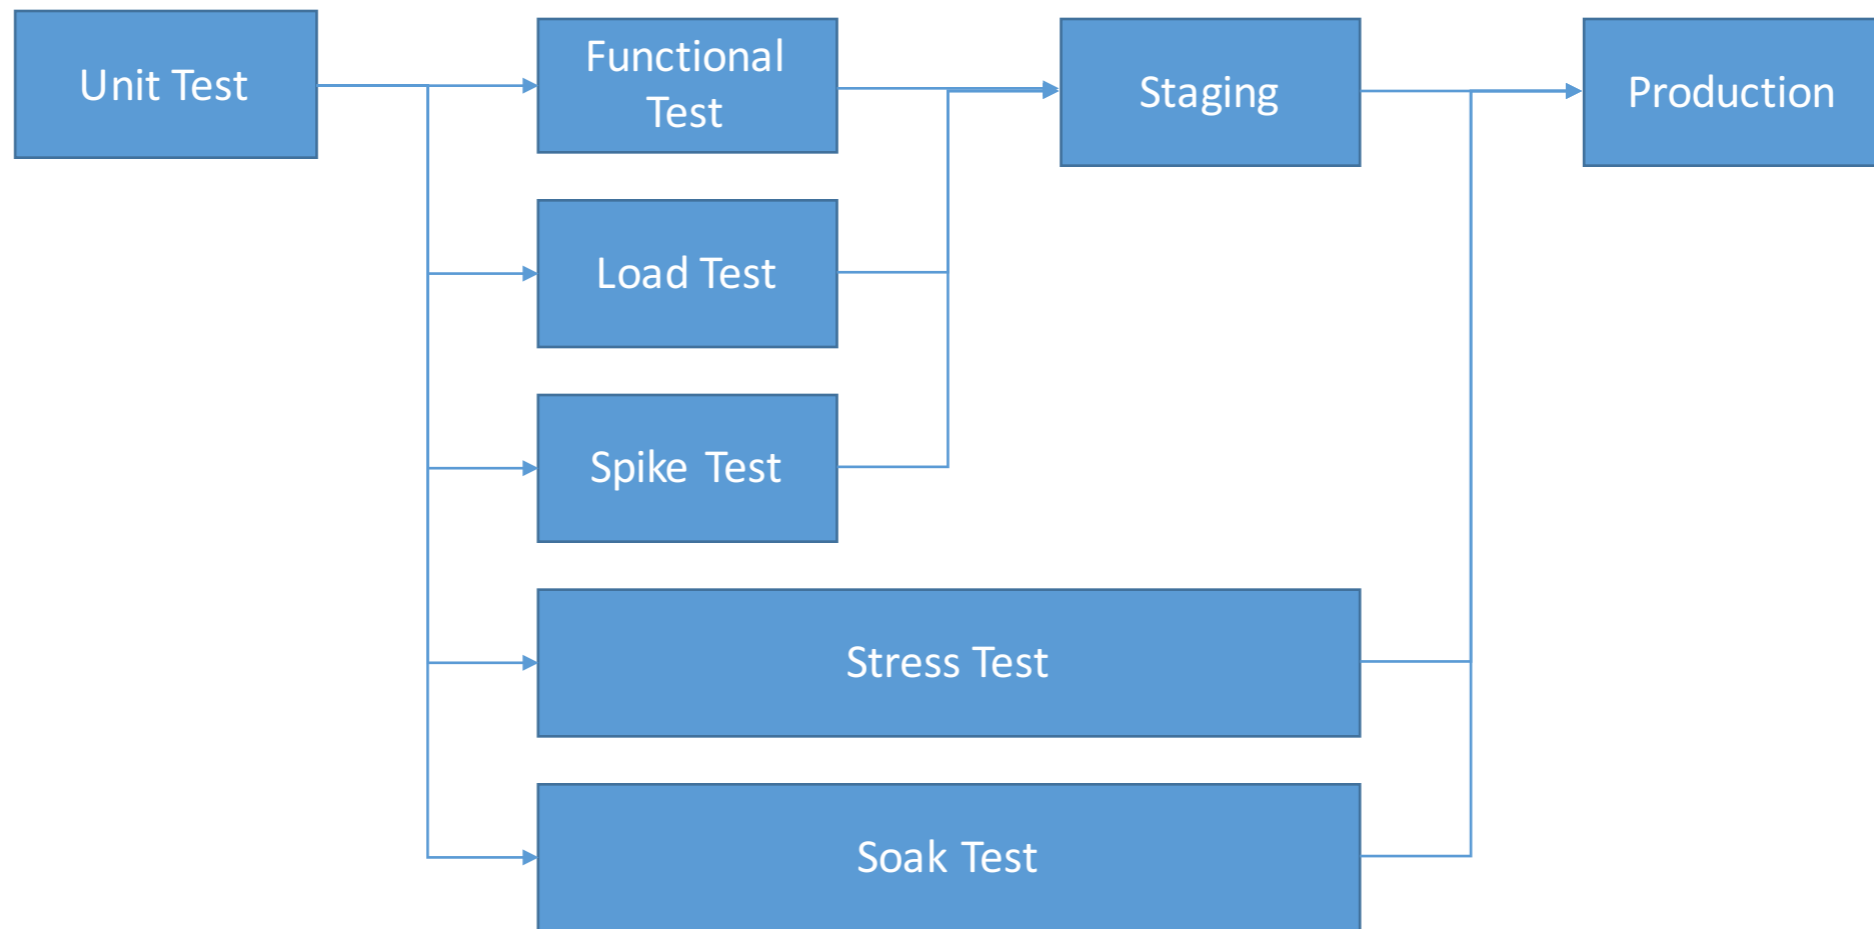 Unit Test
Functional
Test
Staging
Production
Load Test
Spike Test
Stress Test
Soak Test